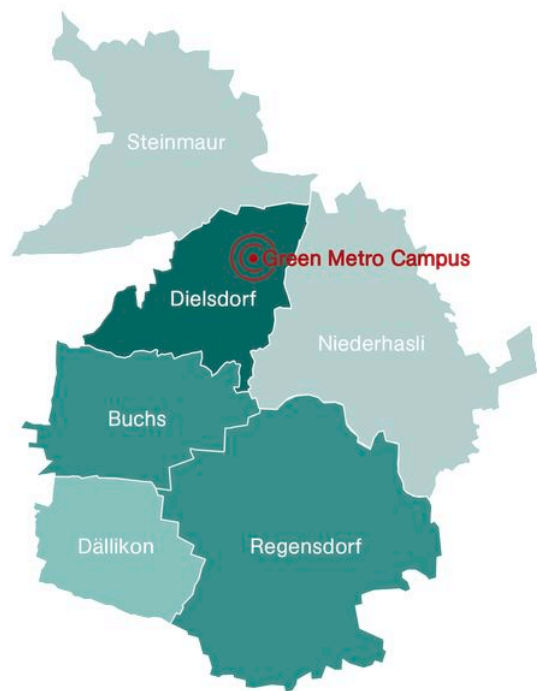 Steinmaur
Green Metro Campus
Dielsdorf
Niederhasli
Buchs
Dällikon
Regensdorf